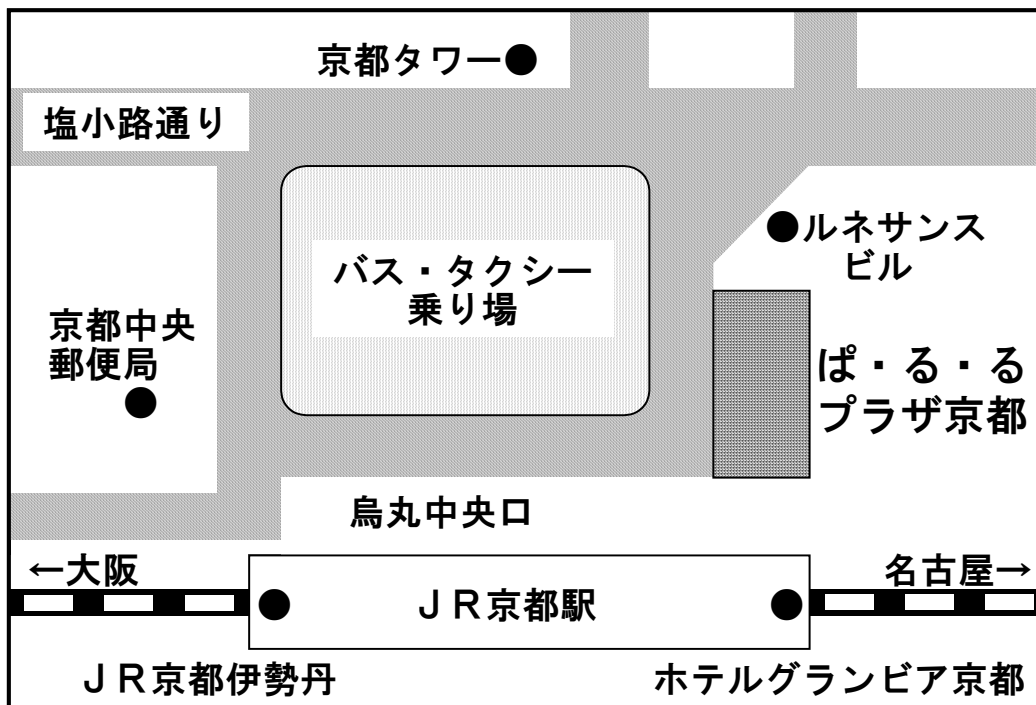 京都タワー●
塩小路通り
●ルネサンス
ビル
バス・タクシー
乗り場
京都中央
郵便局
●
ぱ・る・る
プラザ京都
烏丸中央口
←大阪
名古屋→
●
ＪＲ京都駅
●
ＪＲ京都伊勢丹
ホテルグランビア京都